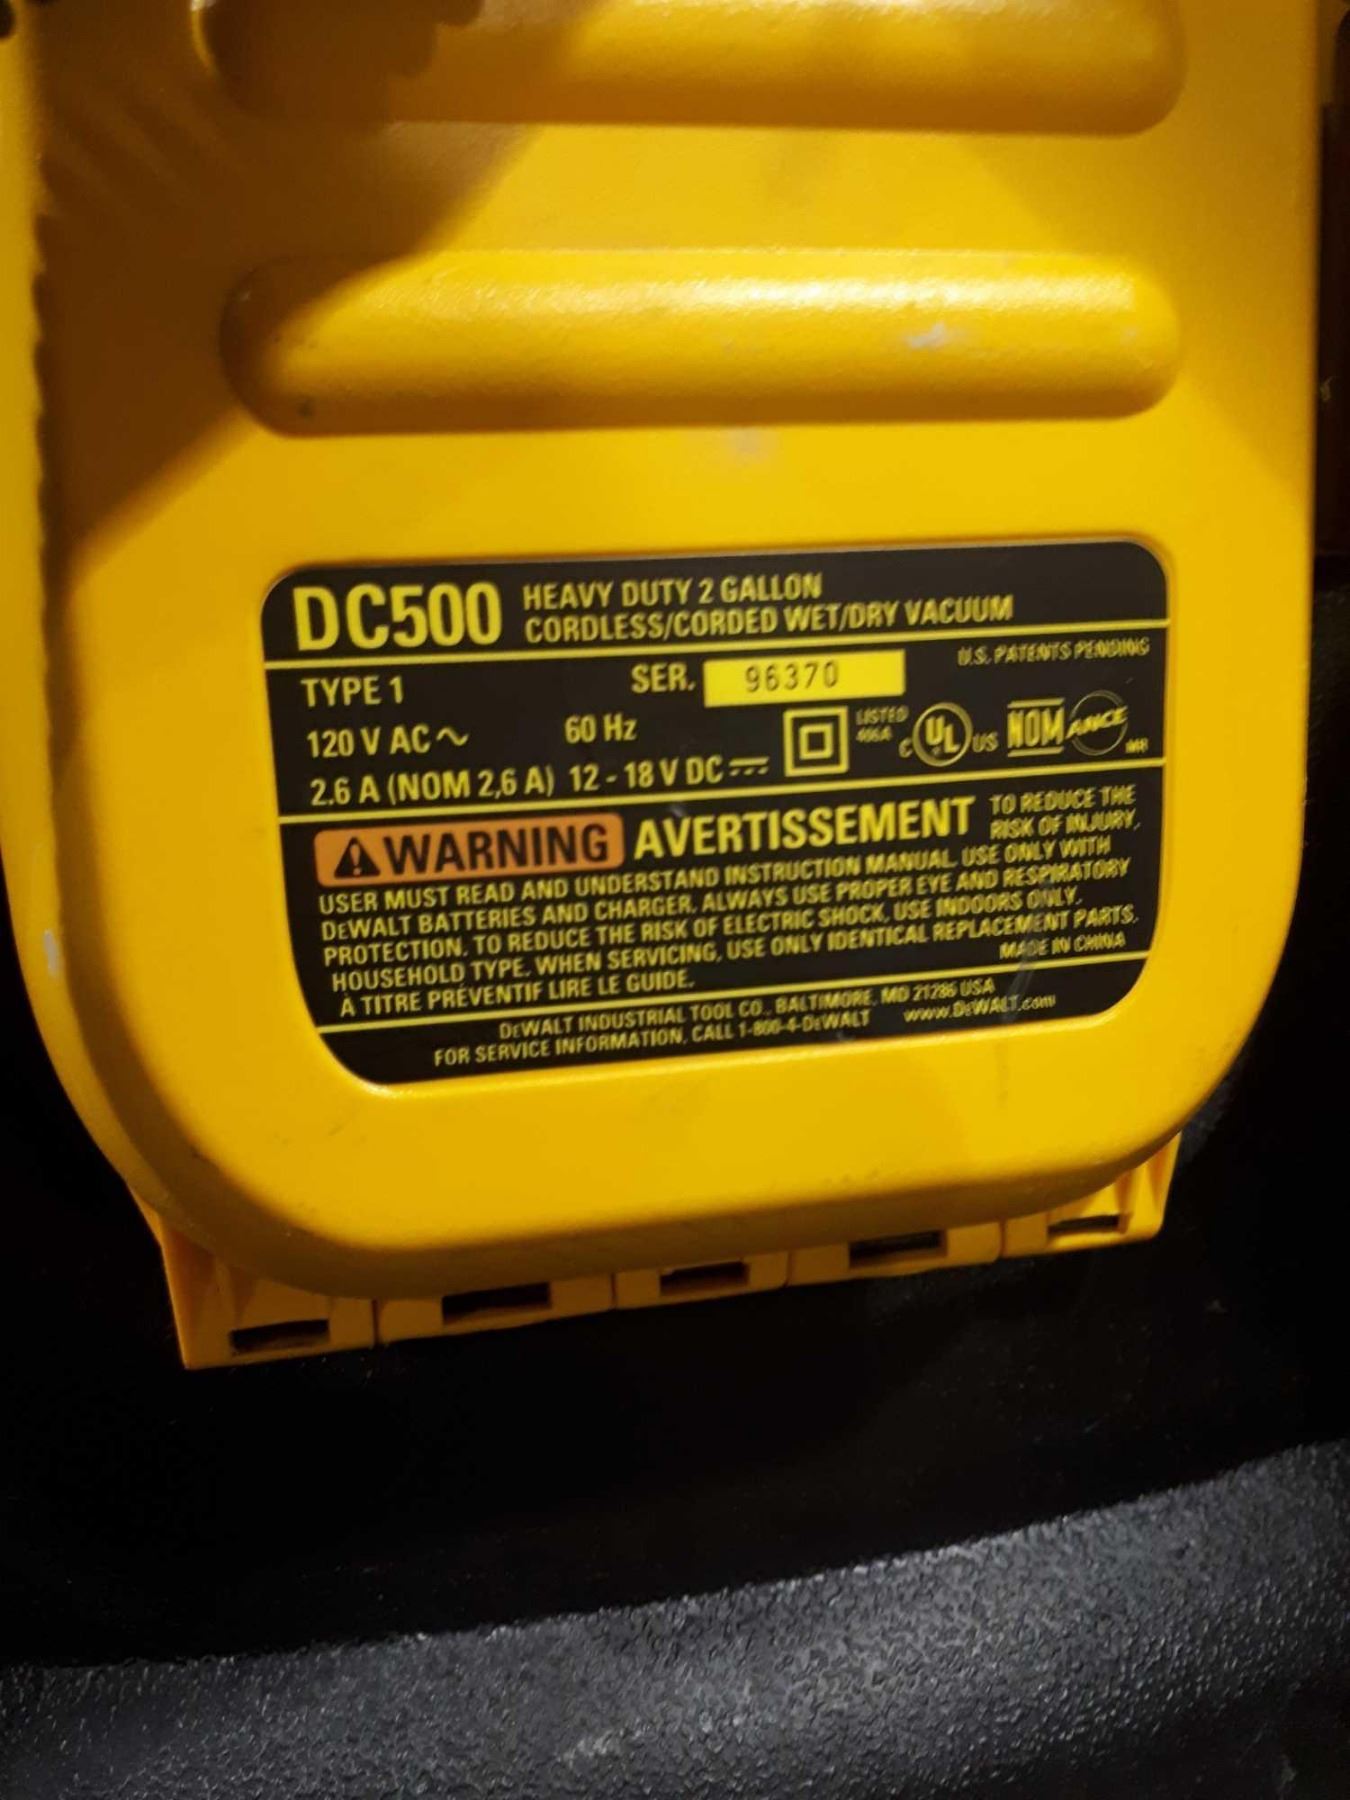 DC500 HEAVY DUTY 2 GALLON
CORDLESS/CORDED WET/DRY VACUUM
U.S. PATENTS PENDING
TYPE 1 SER. 96370
120 V AC ~ 60 Hz
2.6 A (NOM 2,6 A) 12 - 18 V DC
LISTED
C UL US NOM ANCE
WARNING AVERTISSEMENT TO REDUCE THE
RISK OF INJURY,
USER MUST READ AND UNDERSTAND INSTRUCTION MANUAL. USE ONLY WITH
DEWALT BATTERIES AND CHARGER. ALWAYS USE PROPER EYE AND RESPIRATORY
PROTECTION. TO REDUCE THE RISK OF ELECTRIC SHOCK, USE INDOORS ONLY.
HOUSEHOLD TYPE. WHEN SERVICING, USE ONLY IDENTICAL REPLACEMENT PARTS.
À TITRE PRÉVENTIF LIRE LE GUIDE. MADE IN CHINA
DEWALT INDUSTRIAL TOOL CO., BALTIMORE, MD 21286 USA
FOR SERVICE INFORMATION, CALL 1-800-4-DEWALT www.DEWALT.com